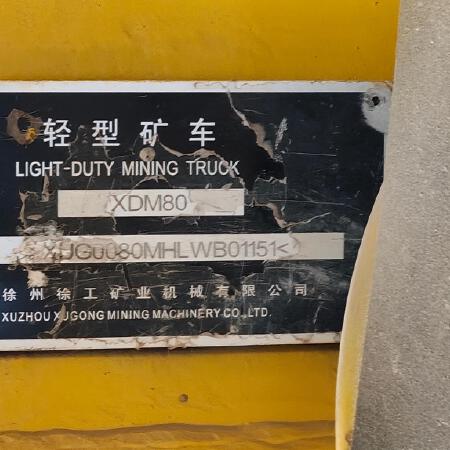 轻型矿车
LIGHT-DUTY MINING TRUCK
XDM80
XUG0080MHLWB01151<
徐州徐工矿业机械有限公司
XUZHOU XUGONG MINING MACHINERY CO.,LTD.